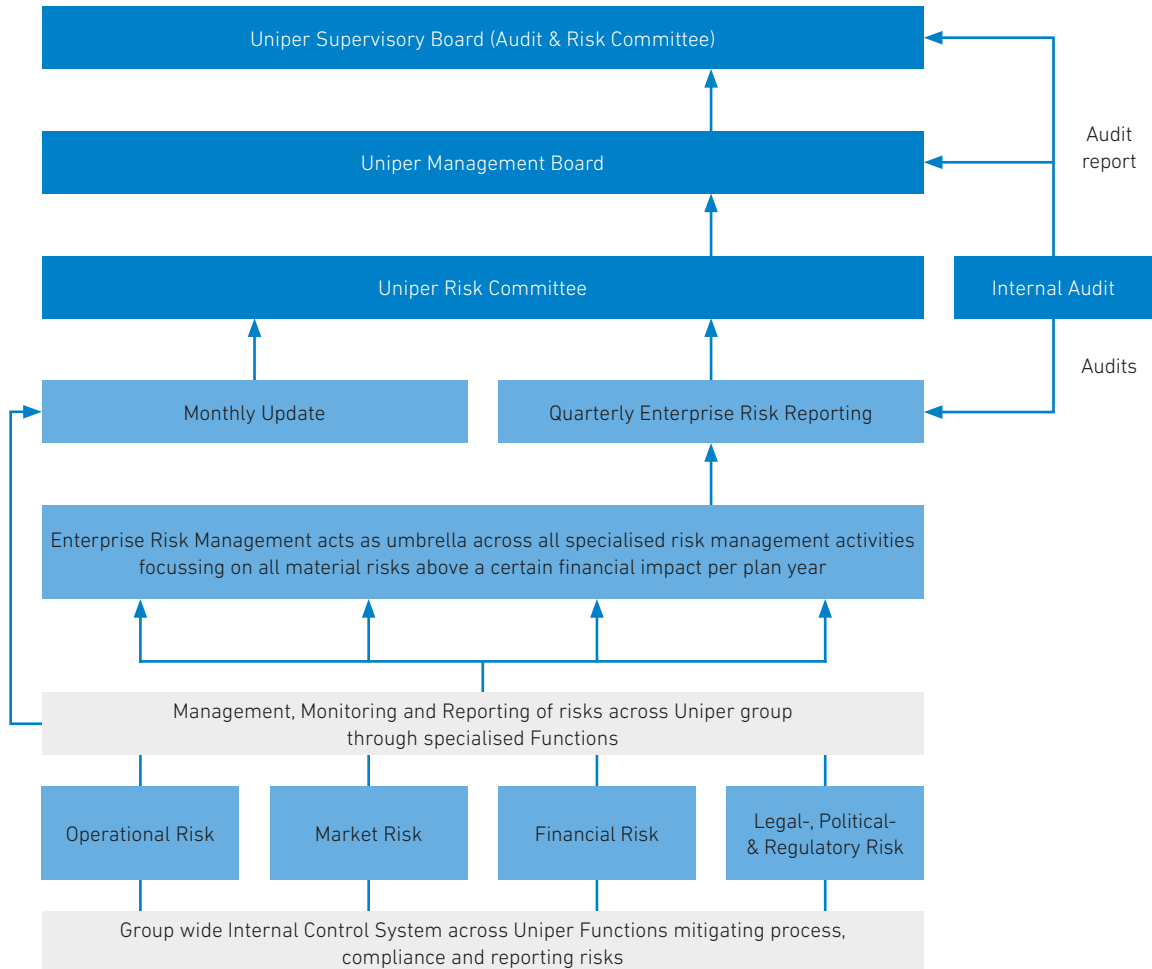 Uniper Supervisory Board (Audit & Risk Committee)
Audit
report
Uniper Management Board
Uniper Risk Committee
Internal Audit
Audits
Monthly Update
Quarterly Enterprise Risk Reporting
Enterprise Risk Management acts as umbrella across all specialised risk management activities
focussing on all material risks above a certain financial impact per plan year
Management, Monitoring and Reporting of risks across Uniper group
through specialised Functions
Operational Risk
Market Risk
Financial Risk
Legal-, Political-
& Regulatory Risk
Group wide Internal Control System across Uniper Functions mitigating process,
compliance and reporting risks